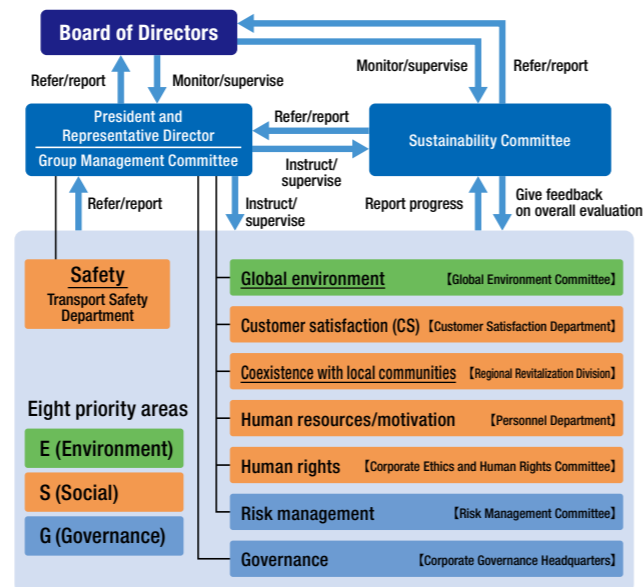 Board of Directors
Refer/report
Monitor/supervise
Monitor/supervise
Refer/report
President and
Representative Director
Group Management Committee
Refer/report
Instruct/
supervise
Sustainability Committee
Refer/report
Instruct/
supervise
Report progress
Give feedback
on overall evaluation
Safety
Transport Safety
Department
Global environment 【Global Environment Committee】
Customer satisfaction (CS) 【Customer Satisfaction Department】
Coexistence with local communities 【Regional Revitalization Division】
Human resources/motivation 【Personnel Department】
Human rights 【Corporate Ethics and Human Rights Committee】
Risk management 【Risk Management Committee】
Governance 【Corporate Governance Headquarters】
Eight priority areas
E (Environment)
S (Social)
G (Governance)